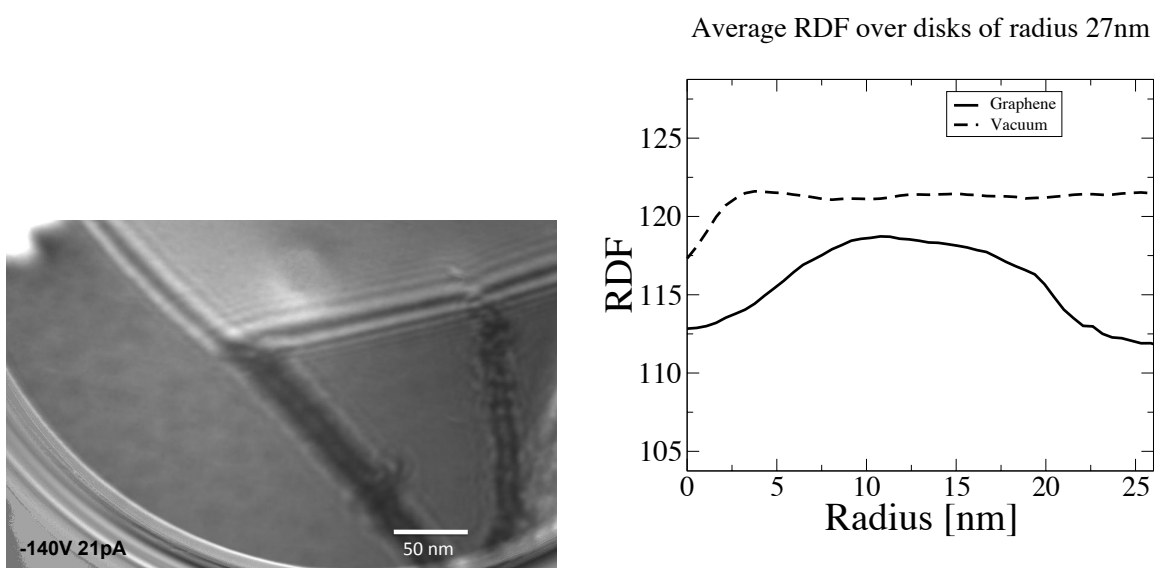 Average RDF over disks of radius 27nm
Graphene
Vacuum
125
120
115
110
105
RDF
0 5 10 15 20 25
Radius [nm]
-140V 21pA
50 nm